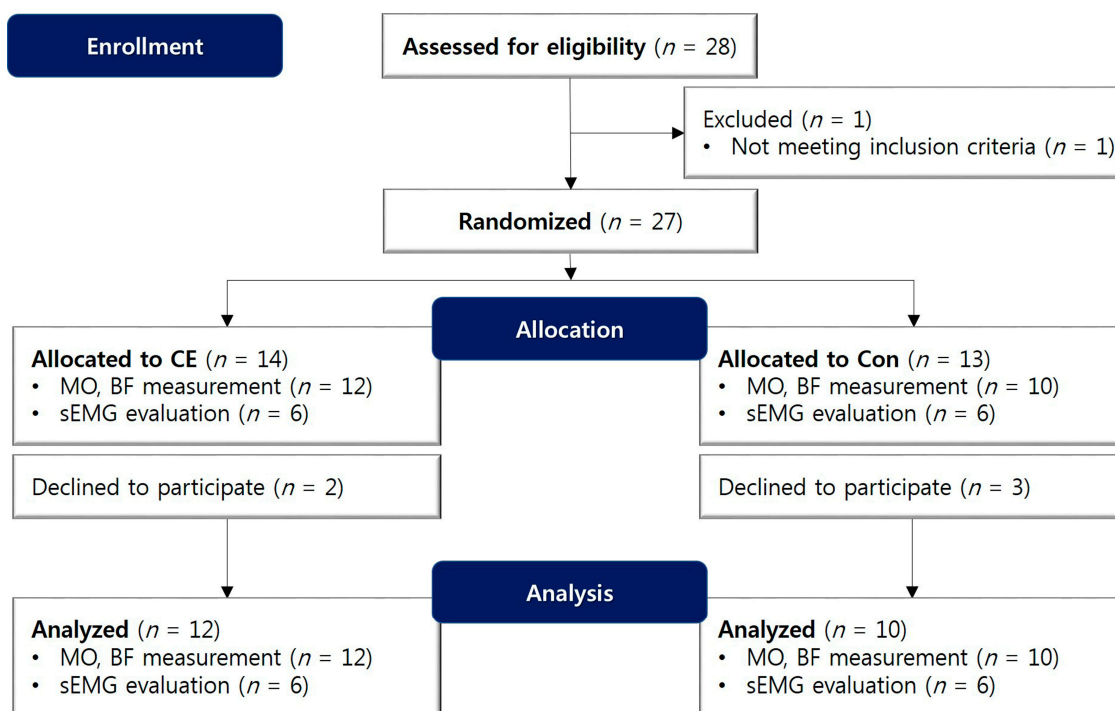 Enrollment
Assessed for eligibility (n = 28)
Excluded (n = 1)
• Not meeting inclusion criteria (n = 1)
Randomized (n = 27)
Allocation
Allocated to CE (n = 14)
• MO, BF measurement (n = 12)
• sEMG evaluation (n = 6)
Allocated to Con (n = 13)
• MO, BF measurement (n = 10)
• sEMG evaluation (n = 6)
Declined to participate (n = 2)
Declined to participate (n = 3)
Analysis
Analyzed (n = 12)
• MO, BF measurement (n = 12)
• sEMG evaluation (n = 6)
Analyzed (n = 10)
• MO, BF measurement (n = 10)
• sEMG evaluation (n = 6)